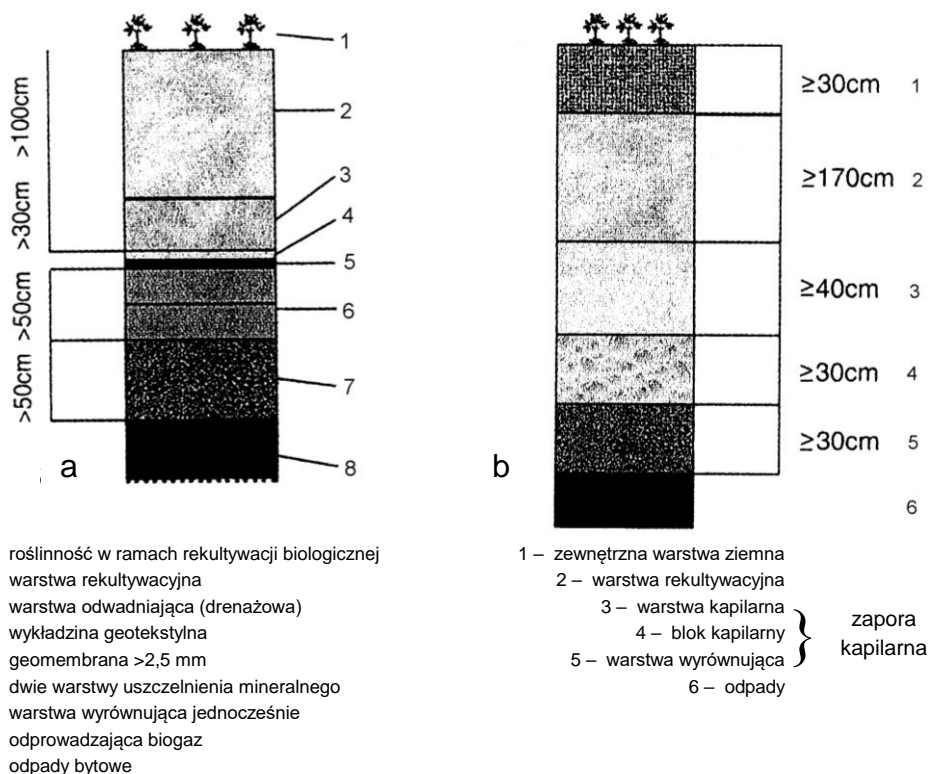 1
2
3
4
5
6
7
8
>100cm
>30cm
>50cm
>50cm
a
≥30cm 1
≥170cm 2
≥40cm 3
≥30cm 4
≥30cm 5
6
b
roślinność w ramach rekultywacji biologicznej
warstwa rekultywacyjna
warstwa odwadniająca (drenażowa)
wykładzina geotekstylna
geomembrana >2,5 mm
dwie warstwy uszczelnienia mineralnego
warstwa wyrównująca jednocześnie
odprowadzająca biogaz
odpady bytowe
1 – zewnętrzna warstwa ziemna
2 – warstwa rekultywacyjna
3 – warstwa kapilarna
4 – blok kapilarny
5 – warstwa wyrównująca
6 – odpady
zapora
kapilarna